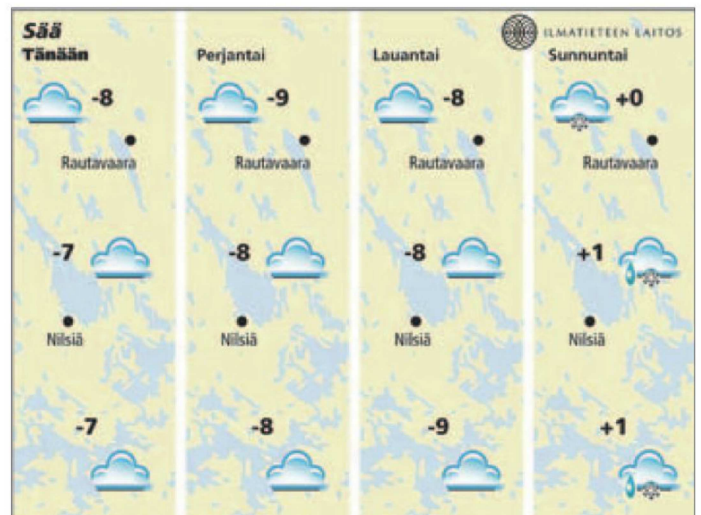 Sää
ILMATIETEEN LAITOS
Tänään
Perjantai
Lauantai
Sunnuntai
-8
-9
-8
+0
Rautavaara
Rautavaara
Rautavaara
Rautavaara
-7
-8
-8
+1
Nilsiä
Nilsiä
Nilsiä
Nilsiä
-7
-8
-9
+1